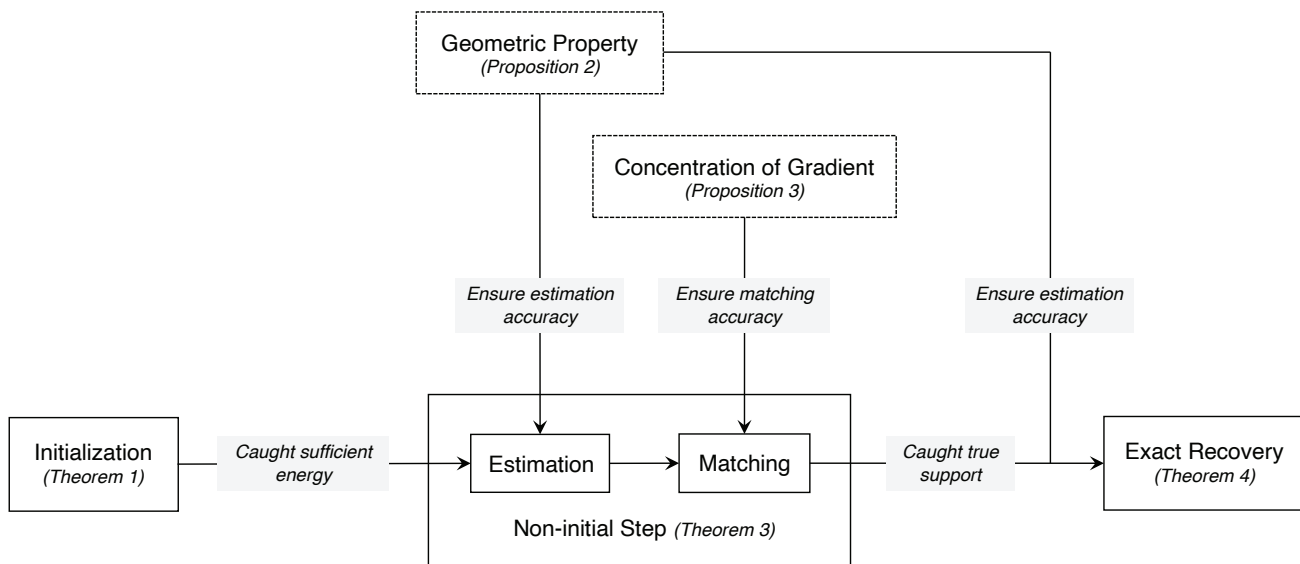 Geometric Property
(Proposition 2)
Concentration of Gradient
(Proposition 3)
Ensure estimation
accuracy
Ensure matching
accuracy
Ensure estimation
accuracy
Initialization
(Theorem 1)
Caught sufficient
energy
Estimation
Matching
Non-initial Step (Theorem 3)
Caught true
support
Exact Recovery
(Theorem 4)